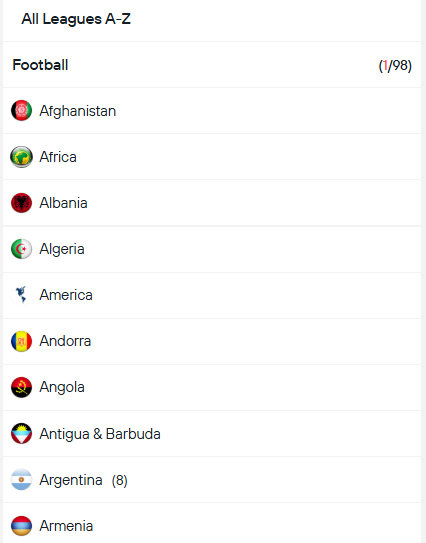 All Leagues A-Z
Football (1/98)
Afghanistan
Africa
Albania
Algeria
America
Andorra
Angola
Antigua & Barbuda
Argentina (8)
Armenia